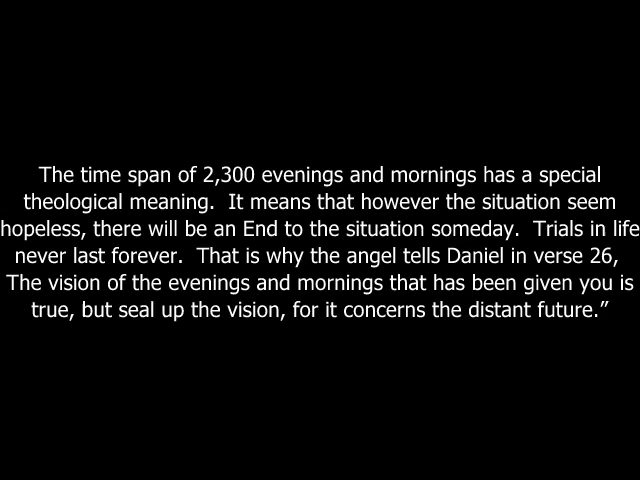 The time span of 2,300 evenings and mornings has a special
theological meaning.  It means that however the situation seem
hopeless, there will be an End to the situation someday.  Trials in life
never last forever.  That is why the angel tells Daniel in verse 26,
The vision of the evenings and mornings that has been given you is
true, but seal up the vision, for it concerns the distant future.”